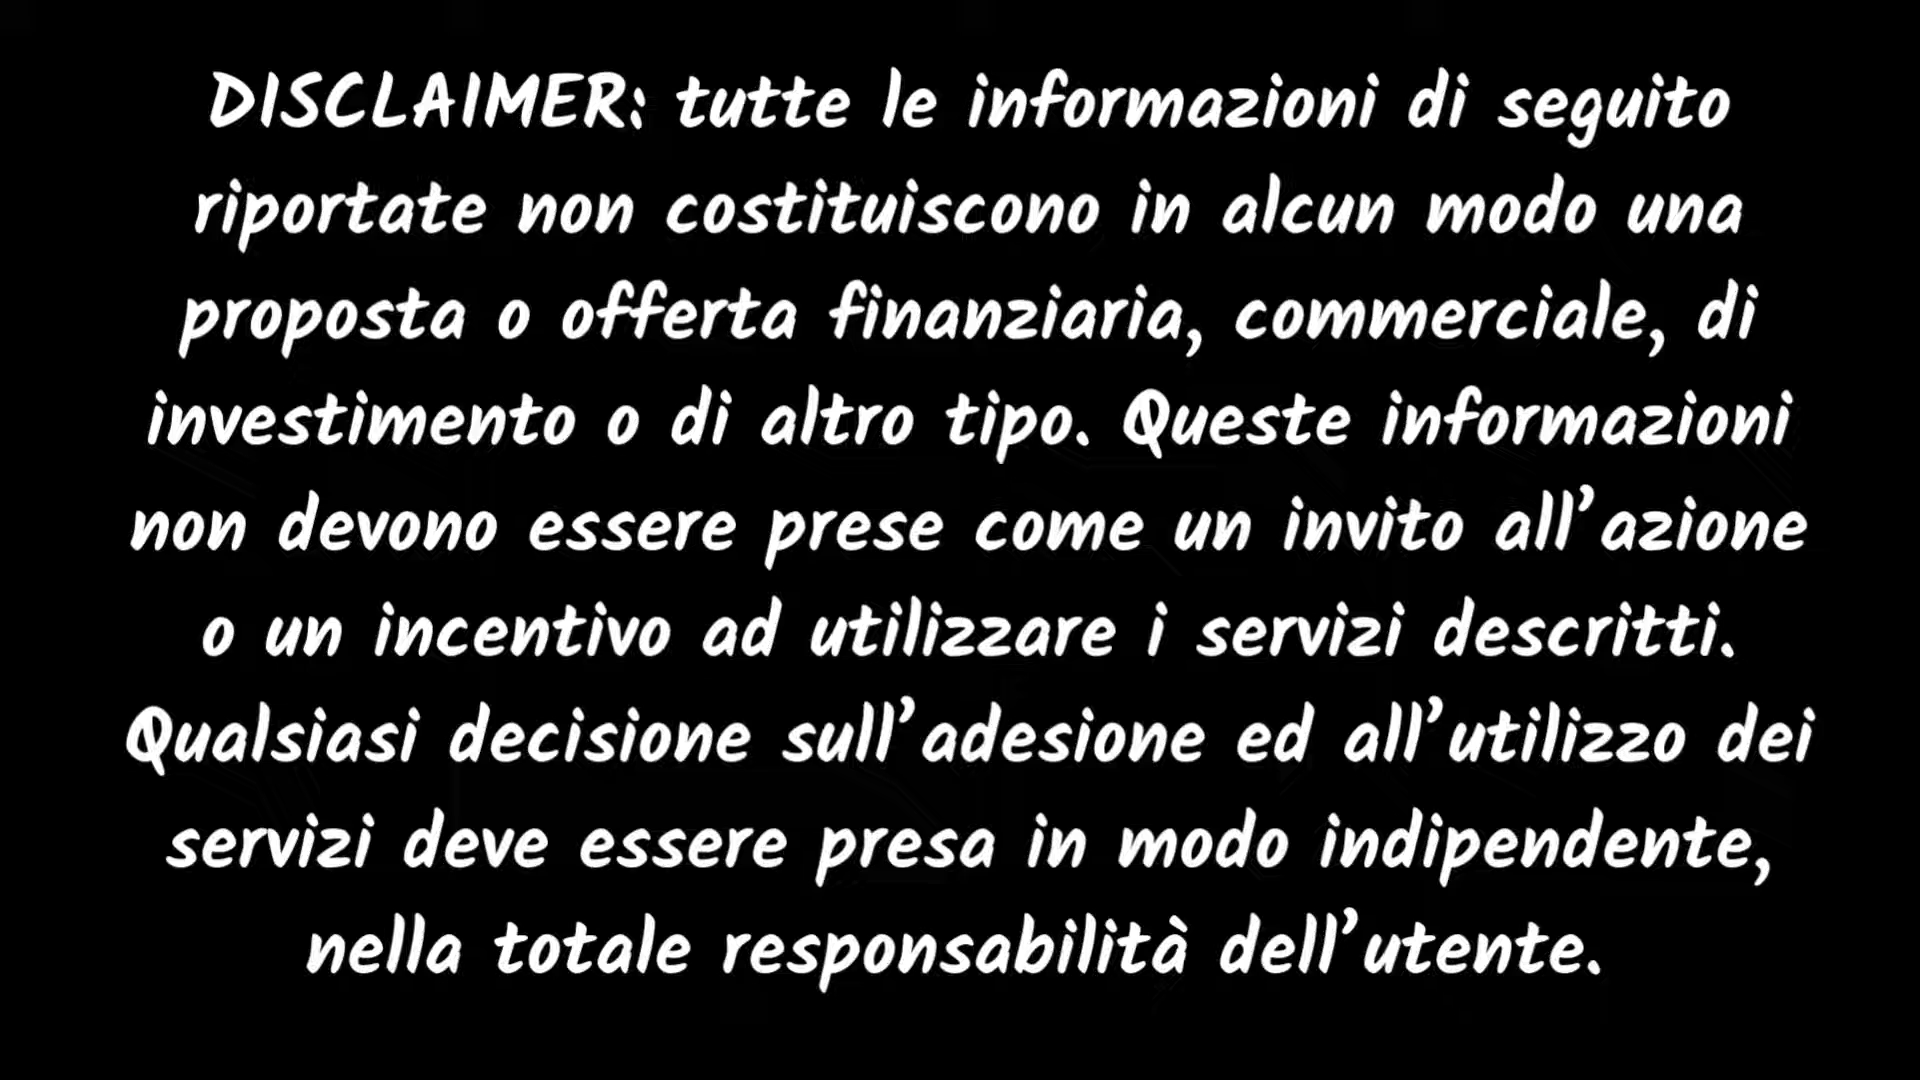 DISCLAIMER: tutte le informazioni di seguito
riportate non costituiscono in alcun modo una
proposta o offerta finanziaria, commerciale, di
investimento o di altro tipo. Queste informazioni
non devono essere prese come un invito all’azione
o un incentivo ad utilizzare i servizi descritti.
Qualsiasi decisione sull’adesione ed all’utilizzo dei
servizi deve essere presa in modo indipendente,
nella totale responsabilità dell’utente.